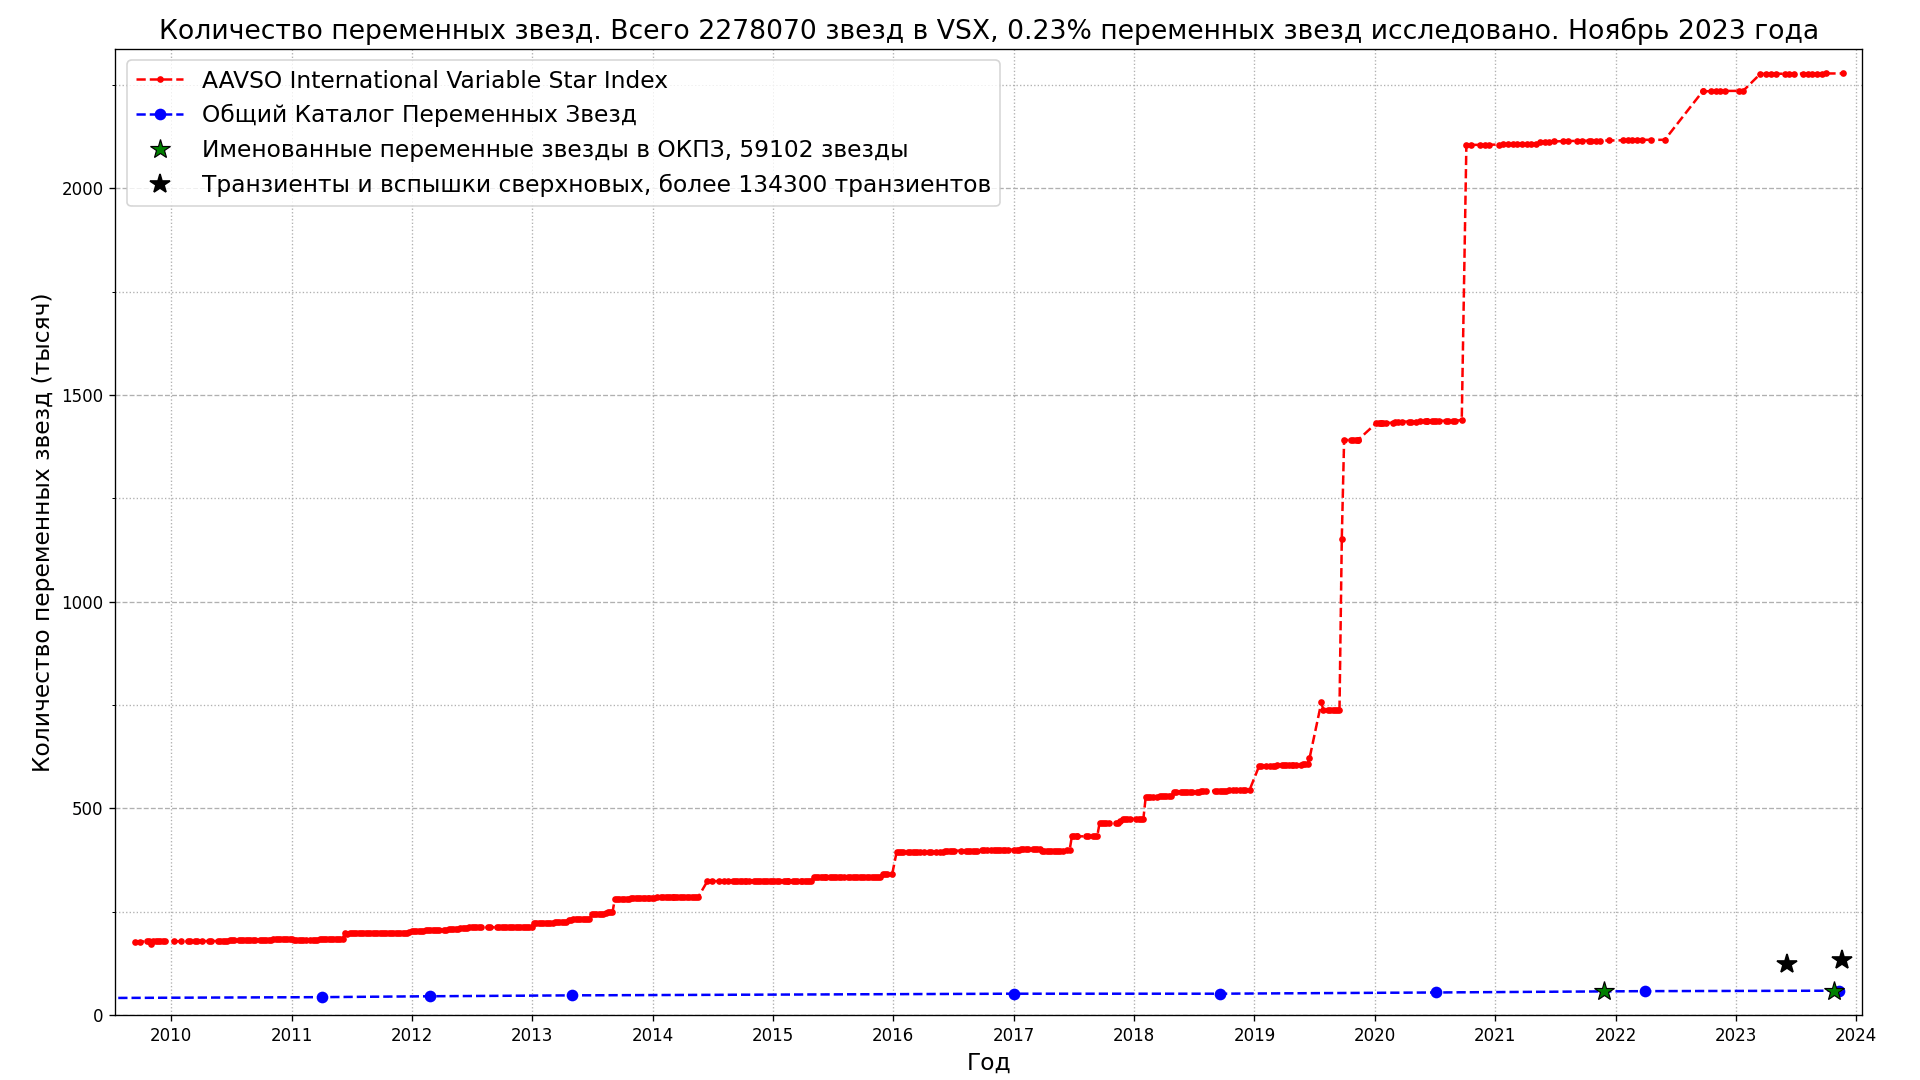 Количество переменных звезд. Всего 2278070 звезд в VSX, 0.23% переменных звезд исследовано. Ноябрь 2023 года
AAVSO International Variable Star Index
Общий Каталог Переменных Звезд
Именованные переменные звезды в ОКПЗ, 59102 звезды
Транзиенты и вспышки сверхновых, более 134300 транзиентов
Количество переменных звезд (тысяч)
2000
1500
1000
500
0
2010 2011 2012 2013 2014 2015 2016 2017 2018 2019 2020 2021 2022 2023 2024
Год